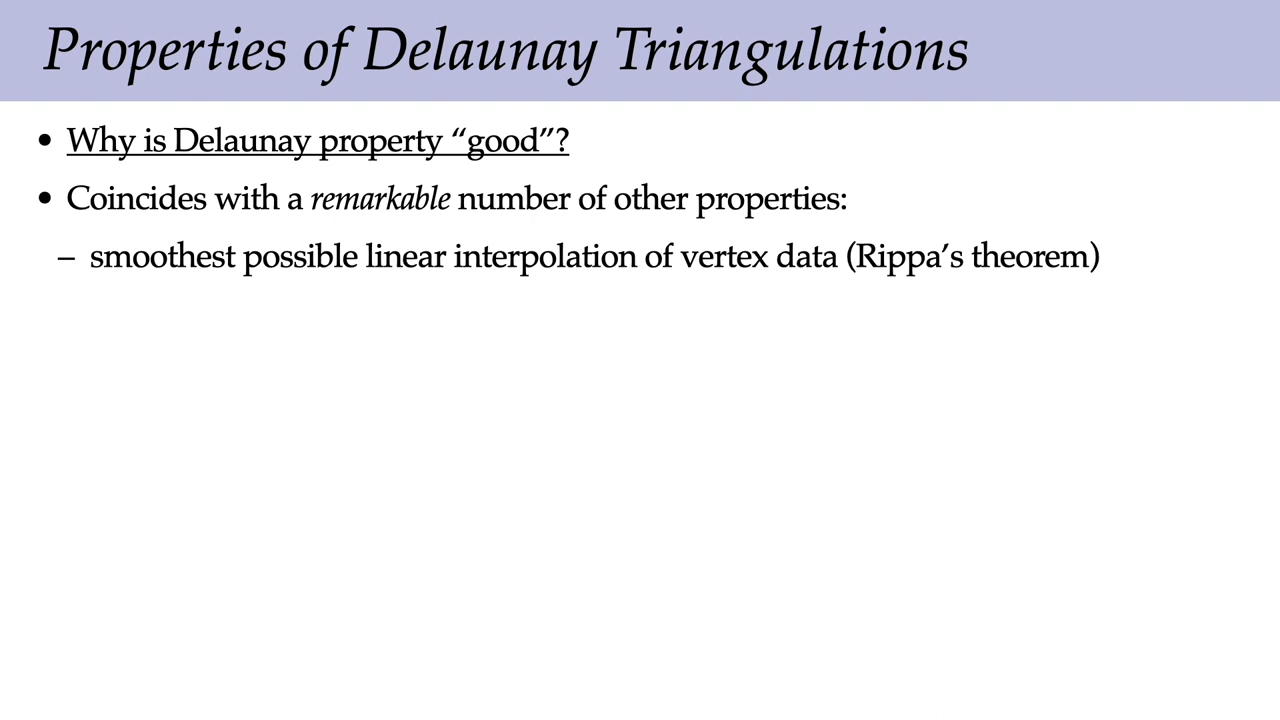 Properties of Delaunay Triangulations
• Why is Delaunay property “good”?
• Coincides with a remarkable number of other properties:
– smoothest possible linear interpolation of vertex data (Rippa’s theorem)